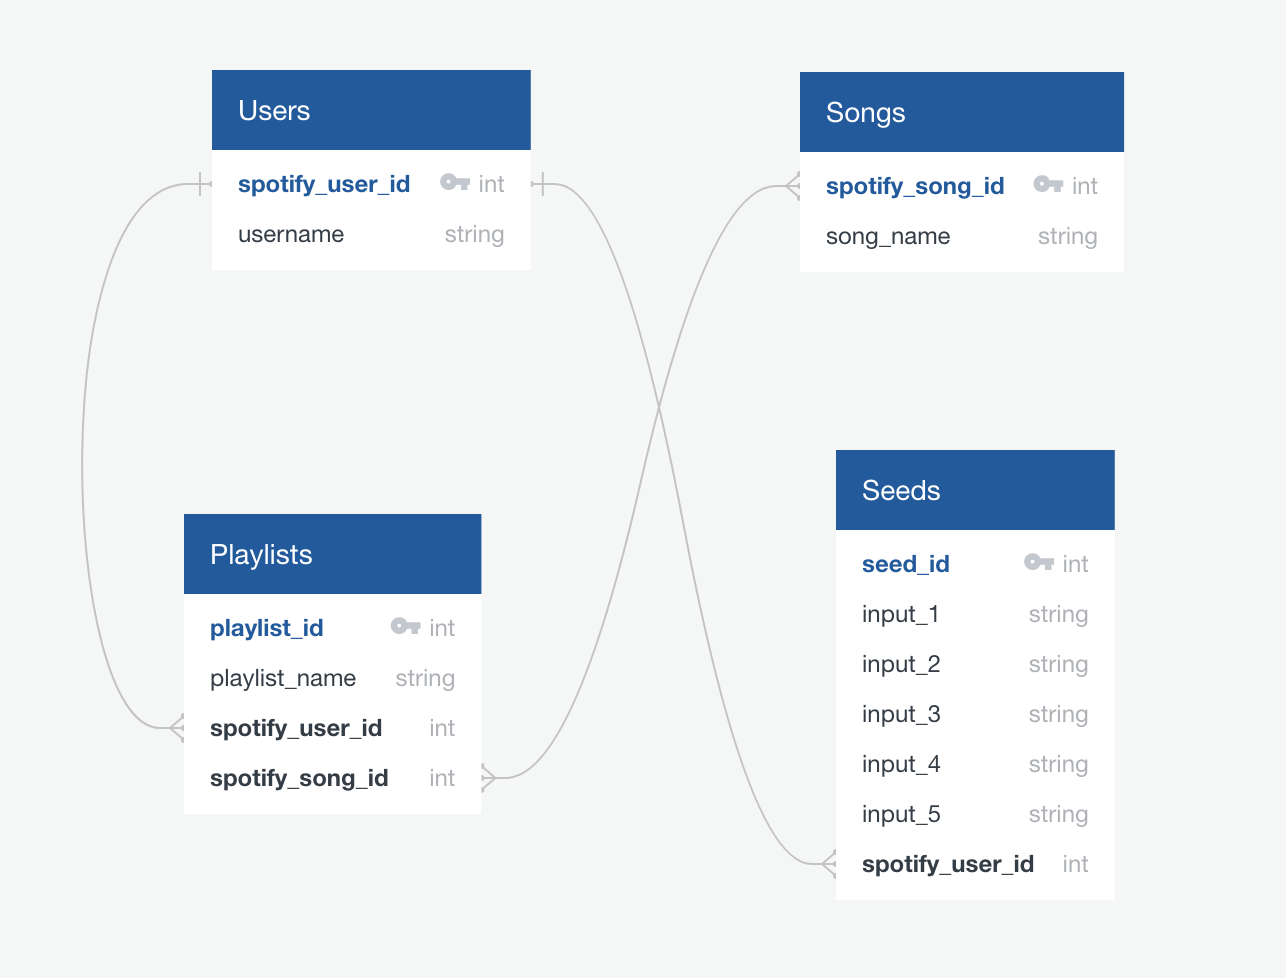 Users
spotify_user_id int
username string
Songs
spotify_song_id int
song_name string
Playlists
playlist_id int
playlist_name string
spotify_user_id int
spotify_song_id int
Seeds
seed_id int
input_1 string
input_2 string
input_3 string
input_4 string
input_5 string
spotify_user_id int